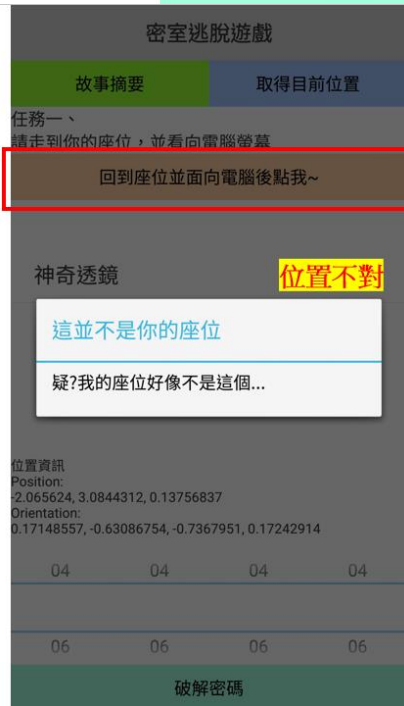 密室逃脫遊戲
故事摘要 取得目前位置
任務一、
請走到你的座位，並看向電腦螢幕
回到座位並面向電腦後點我~
神奇透鏡 位置不對
這並不是你的座位
疑?我的座位好像不是這個...
位置資訊
Position:
-2.065624, 3.0844312, 0.13756837
Orientation:
0.17148557, -0.63086754, -0.7367951, 0.17242914
04 04 04 04
06 06 06 06
破解密碼